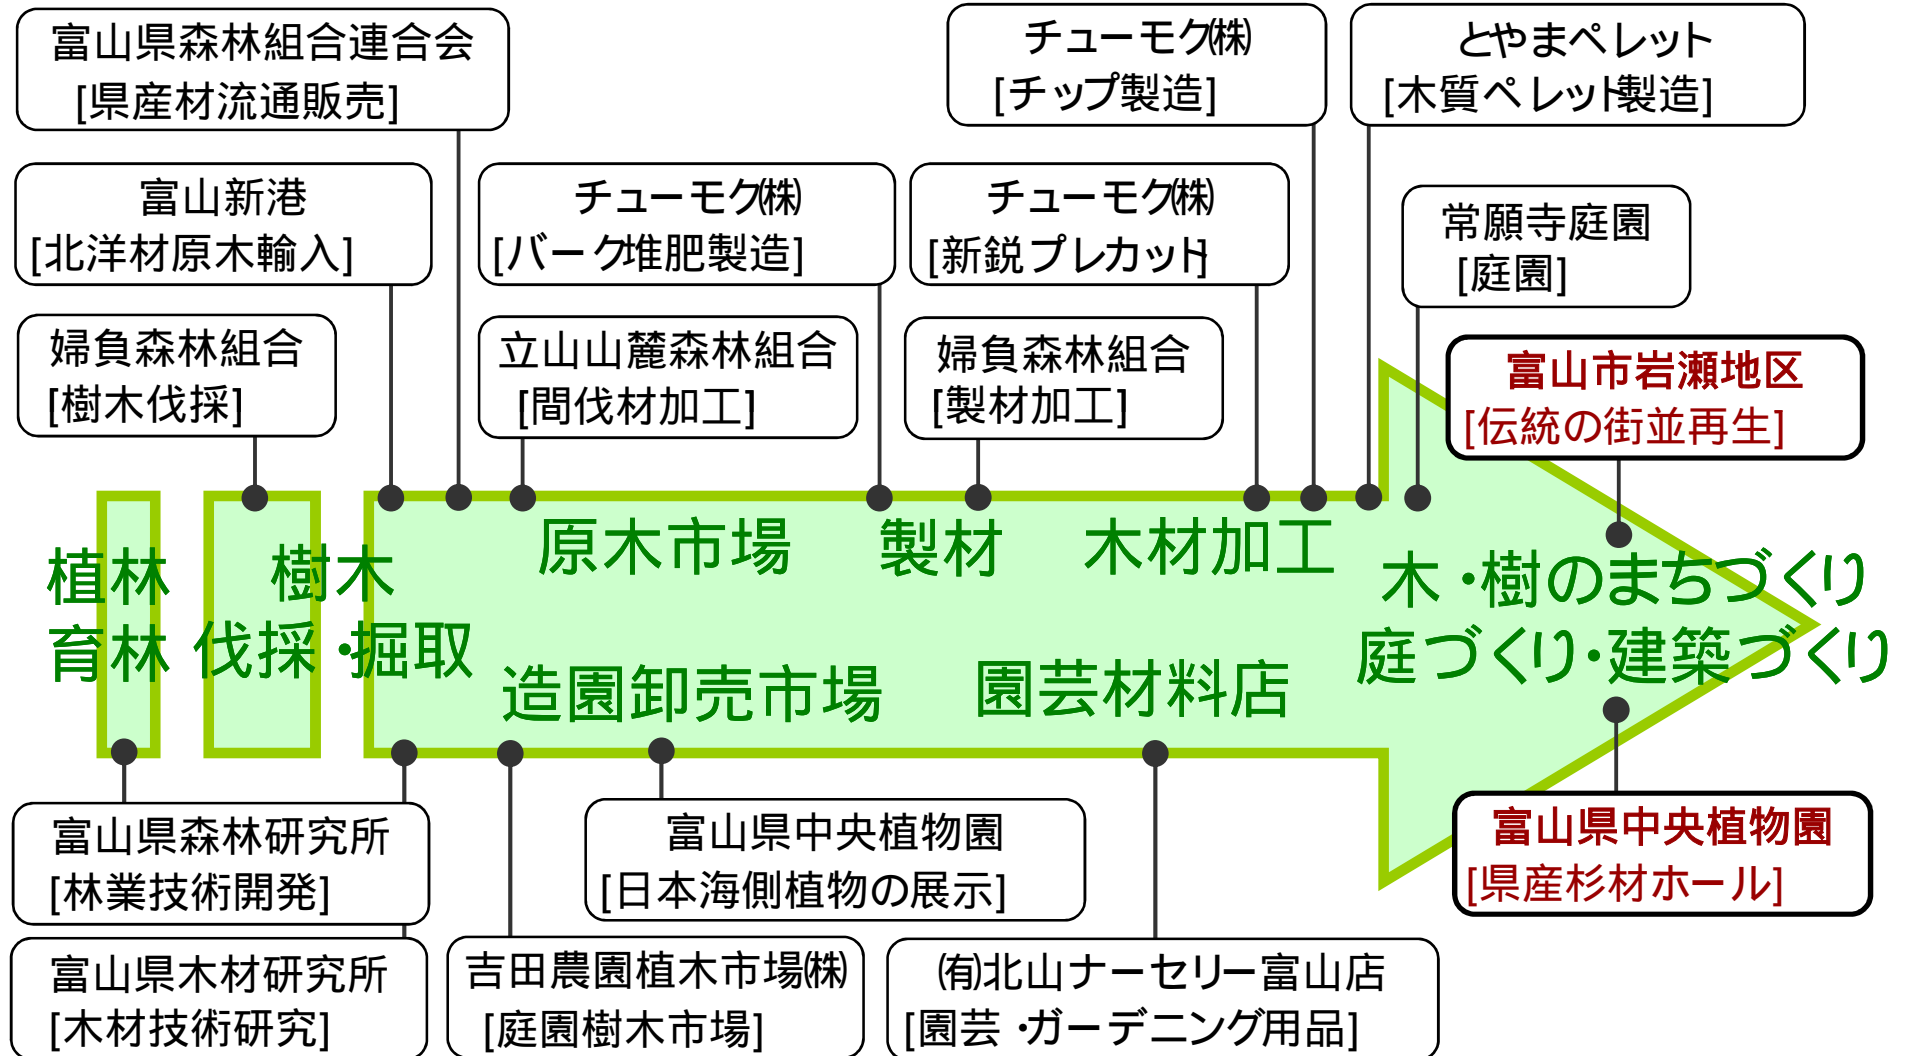 富山県森林組合連合会
[県産材流通販売]
チューモク㈱
[チップ製造]
とやまペレット
[木質ペレット製造]
富山新港
[北洋材原木輸入]
チューモク㈱
[バーク堆肥製造]
チューモク㈱
[新鋭プレカット]
常願寺庭園
[庭園]
婦負森林組合
[樹木伐採]
立山山麓森林組合
[間伐材加工]
婦負森林組合
[製材加工]
富山市岩瀬地区
[伝統の街並再生]
植林
育林
樹木
伐採・掘取
原木市場
製材
木材加工
造園卸売市場
園芸材料店
木・樹のまちづくり
庭づくり・建築づくり
富山県森林研究所
[林業技術開発]
富山県中央植物園
[日本海側植物の展示]
富山県中央植物園
[県産杉材ホール]
富山県木材研究所
[木材技術研究]
吉田農園植木市場㈱
[庭園樹木市場]
㈲北山ナーセリー富山店
[園芸・ガーデニング用品]